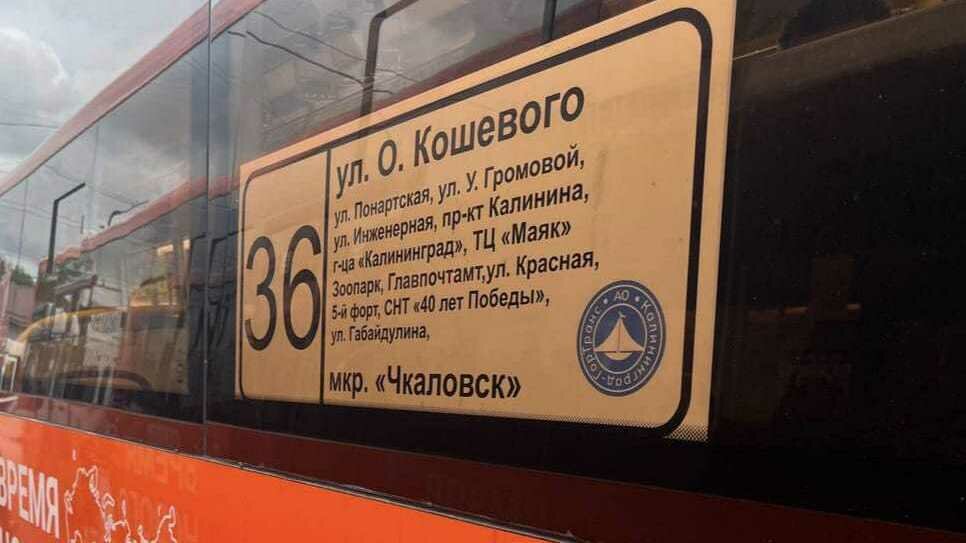 36
ул. О. Кошевого
ул. Понартская, ул. У. Громовой,
ул. Инженерная, пр-кт Калинина,
г-ца «Калининград», ТЦ «Маяк»
Зоопарк, Главпочтамт,ул. Красная,
5-й форт, СНТ «40 лет Победы»,
ул. Габайдулина,
мкр. «Чкаловск»
АО • Калининград-ГорТранс •
ВРЕМЯ